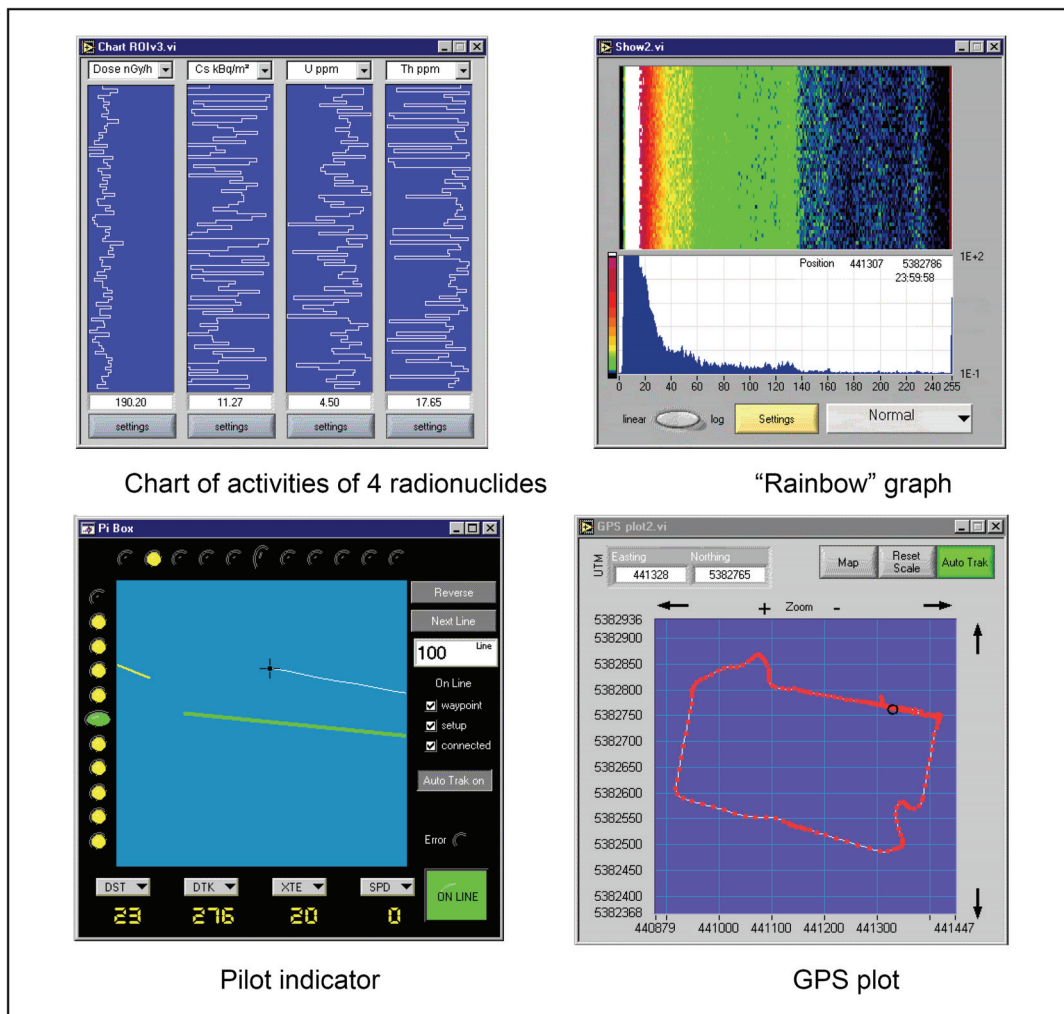 Chart ROIv3.vi
Dose nGy/h Cs kBq/m² U ppm Th ppm
190.20 11.27 4.50 17.65
settings settings settings settings
Chart of activities of 4 radionuclides
Show2.vi
Position 441307 5382786
23:59:58
1E+2
1E-1
0 20 40 60 80 100 120 140 160 180 200 220 240 255
linear log Settings Normal
“Rainbow” graph
Pi Box
Reverse
Next Line
100 Line
On Line
waypoint
setup
connected
Auto Trak on
Error
DST DTK XTE SPD
ON LINE
23 276 20 0
Pilot indicator
GPS plot2.vi
UTM
Easting Northing
441328 5382765
Map Reset Scale Auto Trak
+ Zoom -
5382936
5382900
5382850
5382800
5382750
5382700
5382650
5382600
5382550
5382500
5382450
5382400
5382368
440879 441000 441100 441200 441300 441447
GPS plot